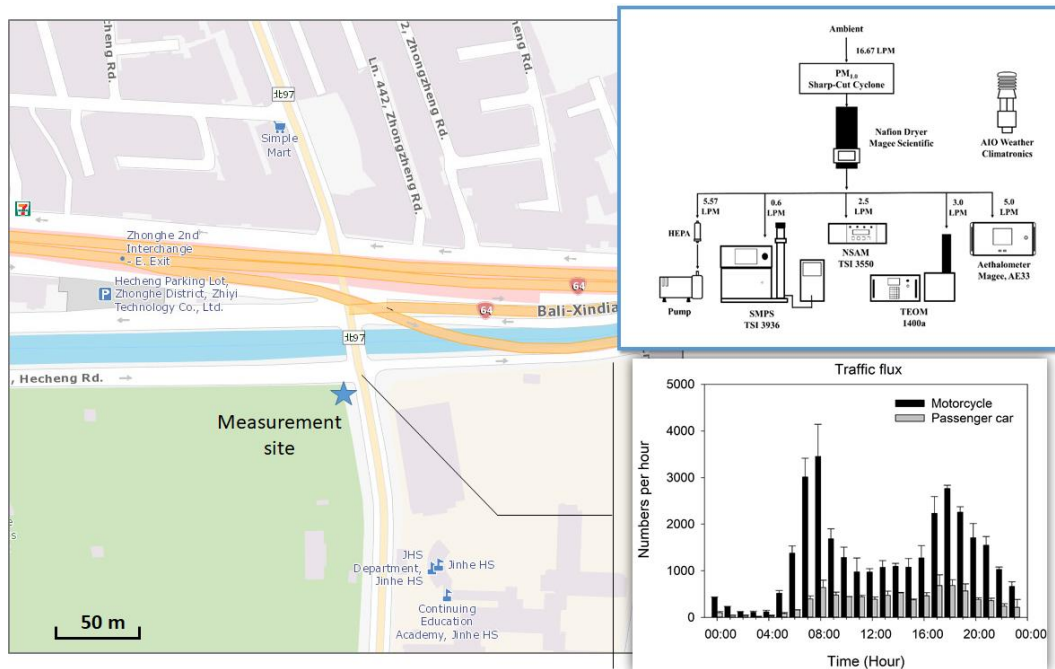 cheng Rd.
Hecheng Rd.
2, Zhongzheng Rd.
Ln. 442, Zhongzheng Rd.
北97
Simple
Mart
7
Zhonghe 2nd
Interchange
- E. Exit
64
P
Hecheng Parking Lot,
Zhonghe District, Zhiyi
Technology Co., Ltd.
64
Bali-Xindia
北97
, Hecheng Rd.
Measurement
site
JHS
Department,
Jinhe HS
Jinhe HS
Continuing
Education
Academy, Jinhe HS
50 m
Ambient
16.67 LPM
PM1.0
Sharp-Cut Cyclone
Nafion Dryer
Magee Scientific
AIO Weather
Climatronics
5.57
LPM
0.6
LPM
2.5
LPM
3.0
LPM
5.0
LPM
HEPA
Pump
SMPS
TSI 3936
NSAM
TSI 3550
TEOM
1400a
Aethalometer
Magee, AE33
Traffic flux
Motorcycle
Passenger car
Numbers per hour
5000
4000
3000
2000
1000
0
00:00 04:00 08:00 12:00 16:00 20:00 00:00
Time (Hour)